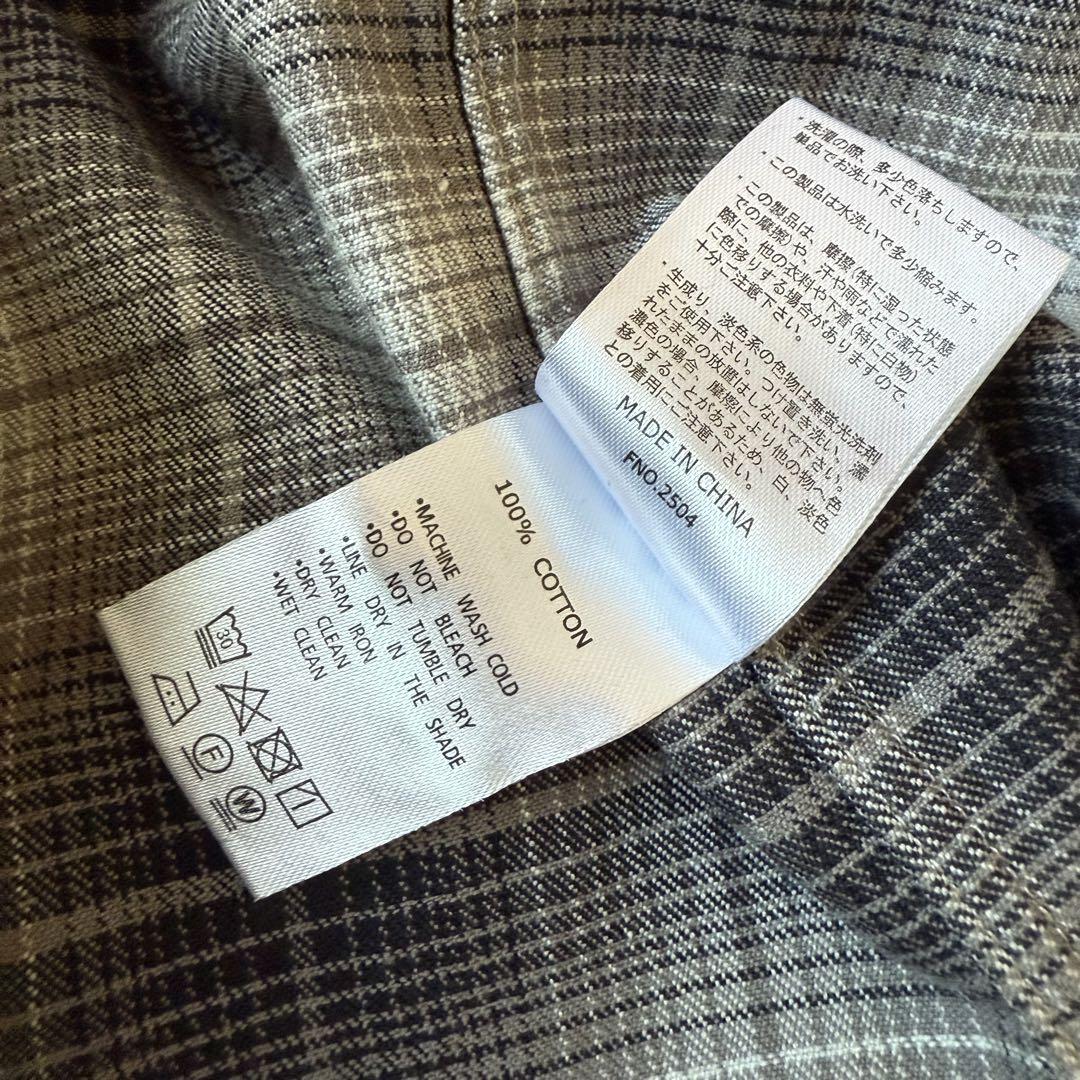 ・洗濯の際、多少色落ちしますので、
単品でお洗い下さい。
・この製品は水洗いで多少縮みます。
・この製品は、摩擦(特に湿った状態
での摩擦)や、汗や雨などで濡れた
際に、他の衣料や下着(特に白物)
に色移りする場合がありますので、
十分ご注意下さい。
・生成り、淡色系の色物は無蛍光洗剤
をご使用下さい。つけ置き洗い、濡
れたままの放置はしないで下さい。
濃色の場合、摩擦により他の物へ色
移りすることがあるため、白、淡色
との着用にご注意下さい。
MADE IN CHINA
FNO.2504
100% COTTON
•MACHINE WASH COLD
•DO NOT BLEACH
•DO NOT TUMBLE DRY
•LINE DRY IN THE SHADE
•WARM IRON
•DRY CLEAN
•WET CLEAN
30
F
W